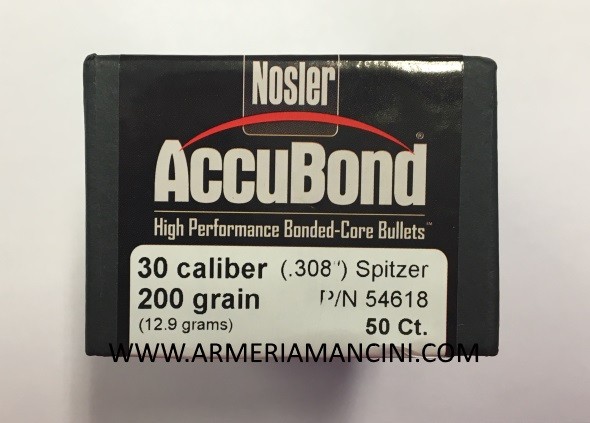 Nosler
AccuBond®
High Performance Bonded-Core Bullets™
30 caliber (.308") Spitzer
200 grain P/N 54618
(12.9 grams) 50 Ct.
WWW.ARMERIAMANCINI.COM